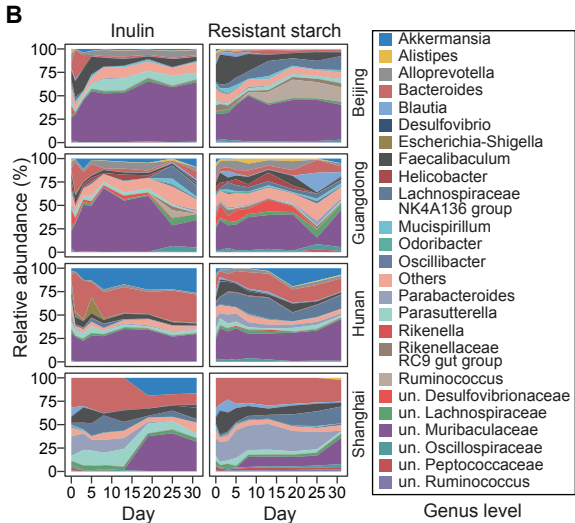 B
Inulin
Resistant starch
Relative abundance (%)
100
75
50
25
0
Beijing
100
75
50
25
0
Guangdong
100
75
50
25
0
Hunan
100
75
50
25
0
Shanghai
0 5 10 15 20 25 30
0 5 10 15 20 25 30
Day
Day
Akkermansia
Alistipes
Alloprevotella
Bacteroides
Blautia
Desulfovibrio
Escherichia-Shigella
Faecalibaculum
Helicobacter
Lachnospiraceae
NK4A136 group
Mucispirillum
Odoribacter
Oscillibacter
Others
Parabacteroides
Parasutterella
Rikenella
Rikenellaceae
RC9 gut group
Ruminococcus
un. Desulfovibrionaceae
un. Lachnospiraceae
un. Muribaculaceae
un. Oscillospiraceae
un. Peptococcaceae
un. Ruminococcus
Genus level